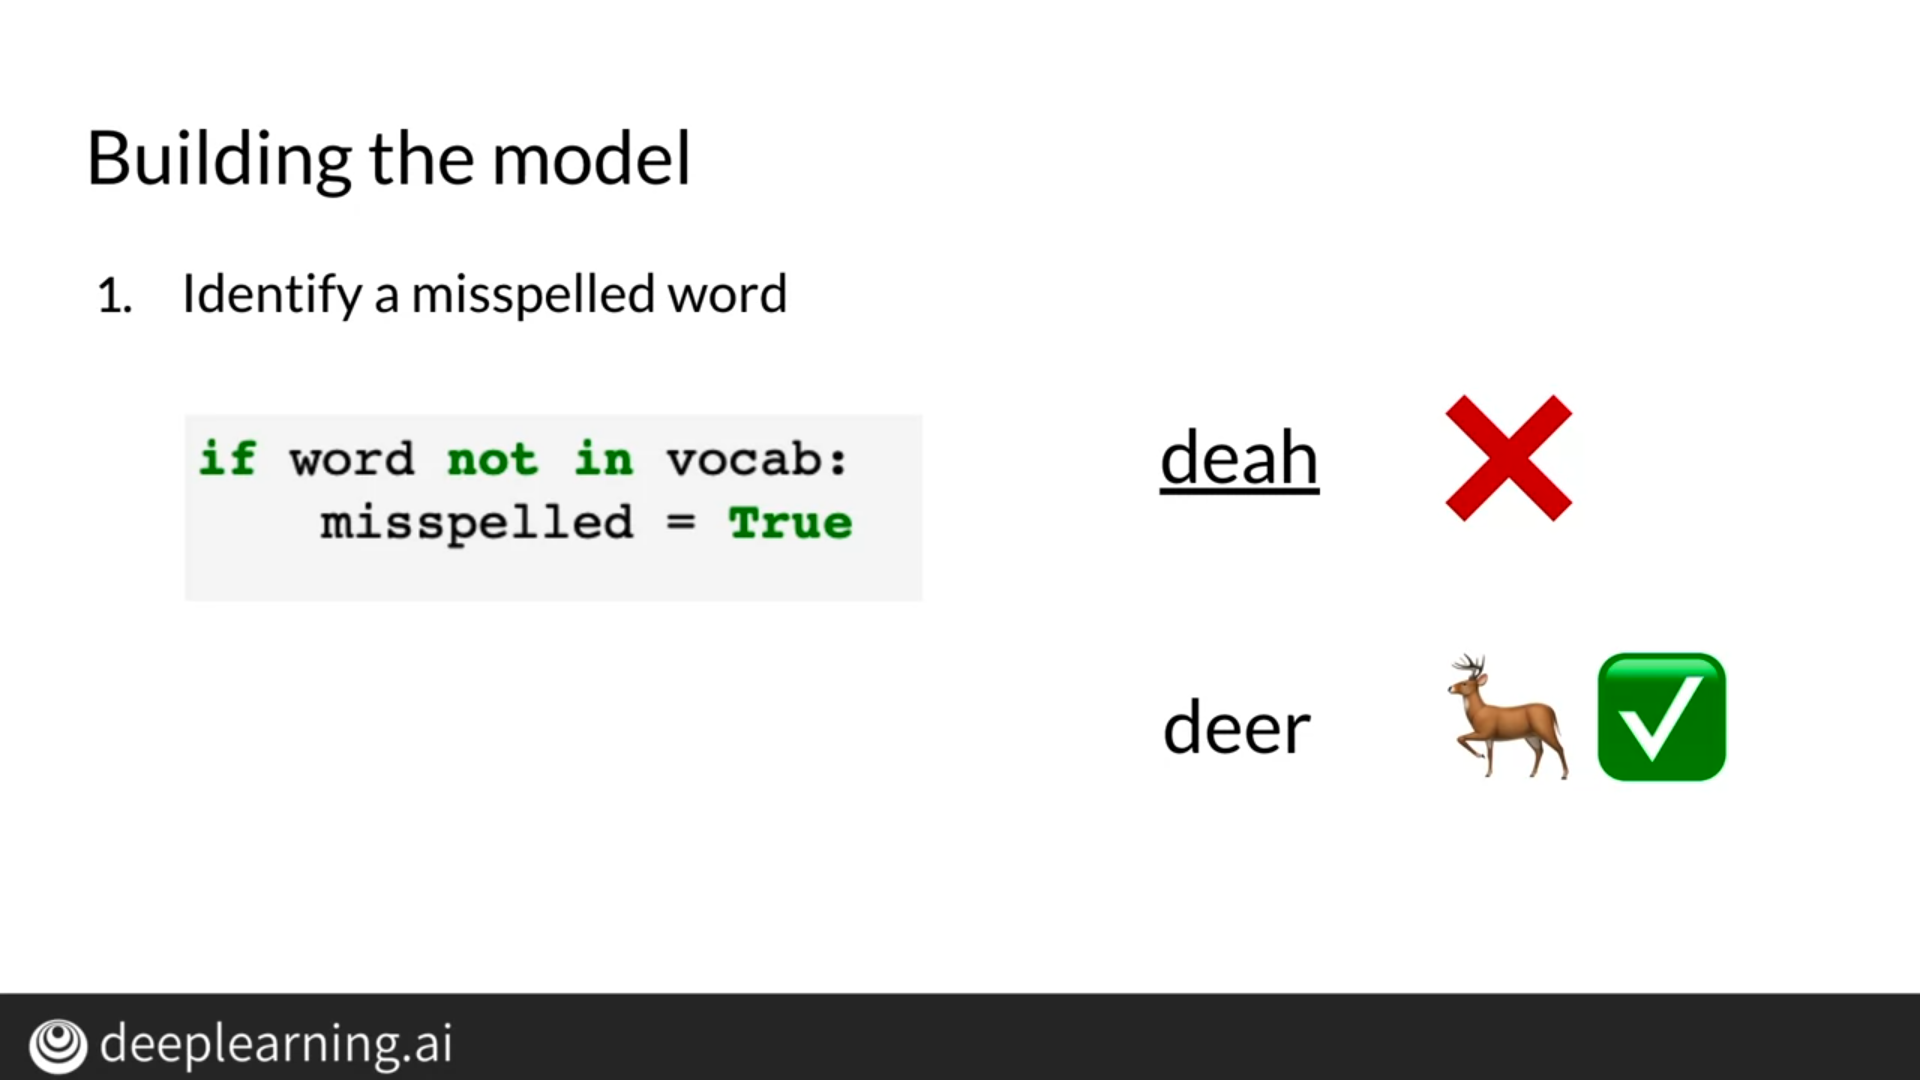 Building the model
1. Identify a misspelled word
if word not in vocab:
    misspelled = True
deah
deer
deeplearning.ai